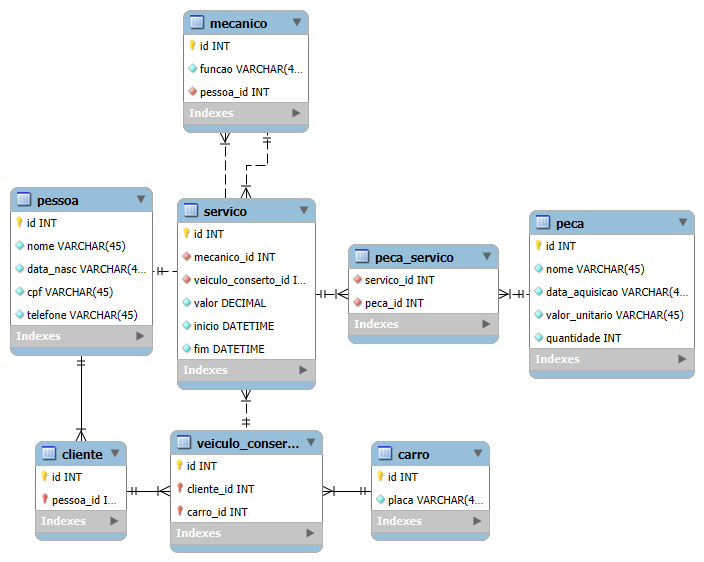 mecanico
id INT
funcao VARCHAR(4...
pessoa_id INT
Indexes
pessoa
id INT
nome VARCHAR(45)
data_nasc VARCHAR(4...
cpf VARCHAR(45)
telefone VARCHAR(45)
Indexes
servico
id INT
mecanico_id INT
veiculo_conserto_id I...
valor DECIMAL
inicio DATETIME
fim DATETIME
Indexes
peca_servico
servico_id INT
peca_id INT
Indexes
peca
id INT
nome VARCHAR(45)
data_aquisicao VARCHAR(4...
valor_unitario VARCHAR(45)
quantidade INT
Indexes
cliente
id INT
pessoa_id I...
Indexes
veiculo_conser...
id INT
cliente_id INT
carro_id INT
Indexes
carro
id INT
placa VARCHAR(4...
Indexes